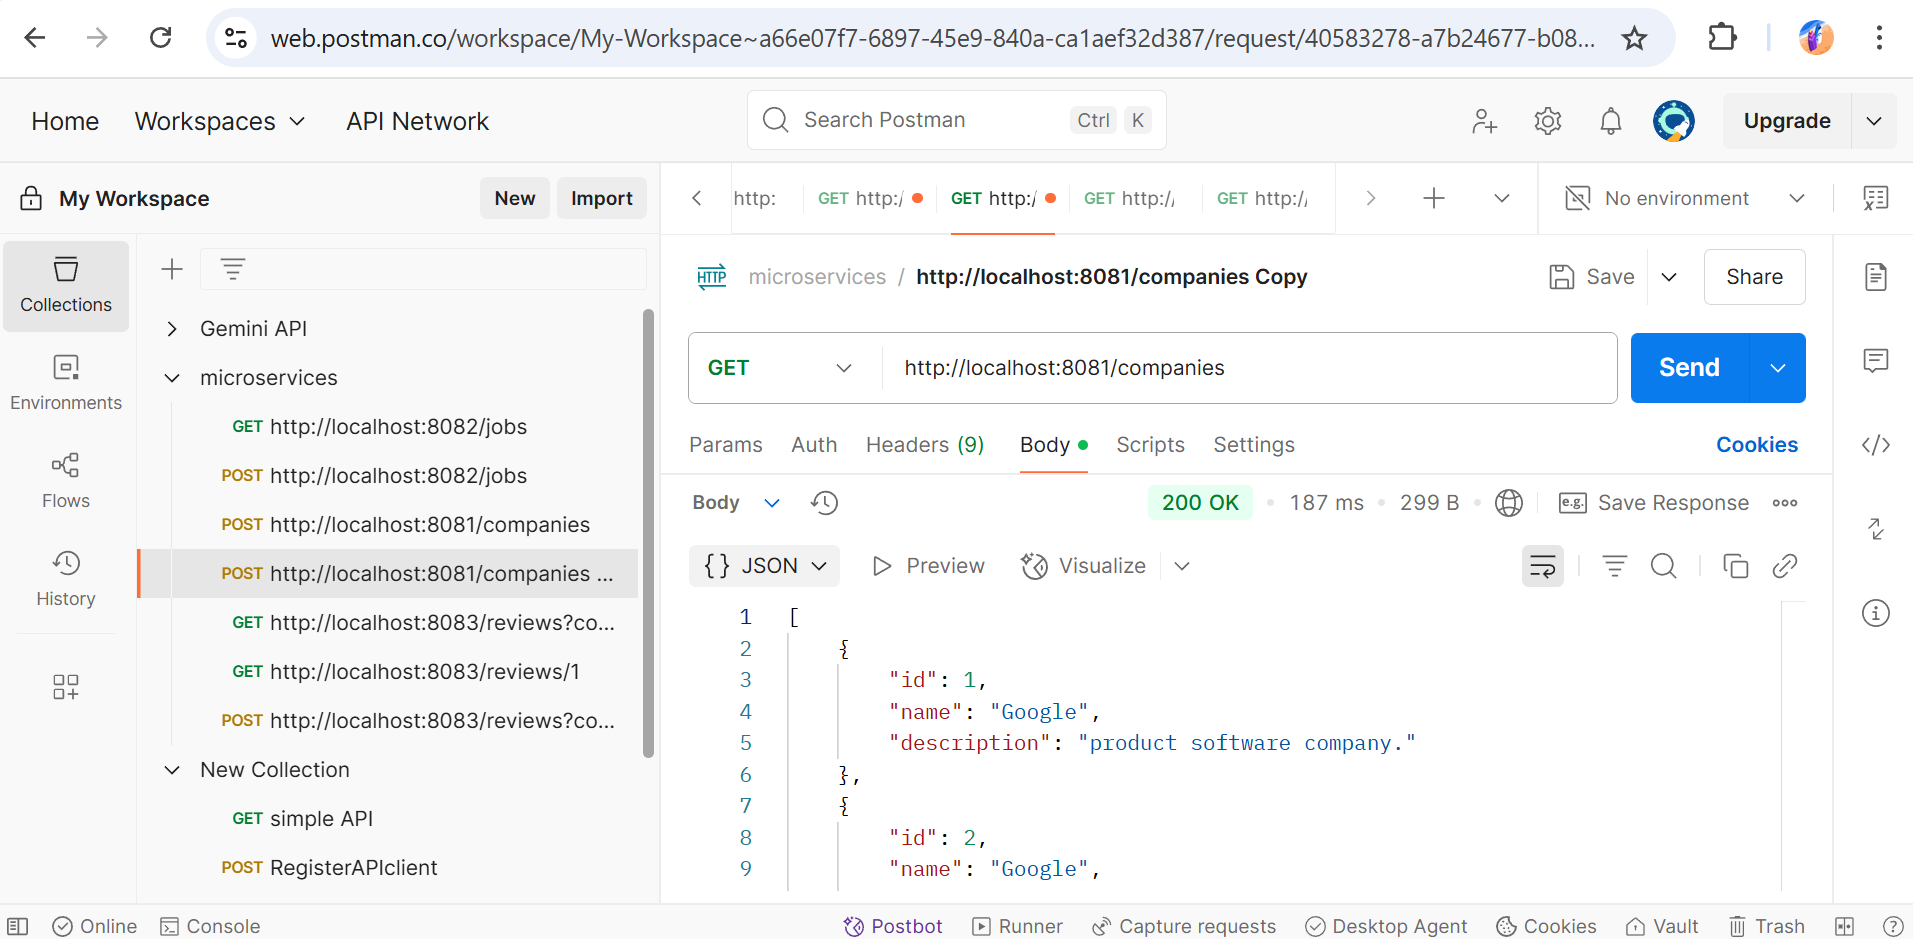 web.postman.co/workspace/My-Workspace~a66e07f7-6897-45e9-840a-ca1aef32d387/request/40583278-a7b24677-b08...
Home Workspaces API Network Search Postman Ctrl K Upgrade
My Workspace New Import
http: GET http:/ GET http:/ GET http:// GET http:// No environment
Collections
Environments
Flows
History
Gemini API
microservices
GET http://localhost:8082/jobs
POST http://localhost:8082/jobs
POST http://localhost:8081/companies
POST http://localhost:8081/companies ...
GET http://localhost:8083/reviews?co...
GET http://localhost:8083/reviews/1
POST http://localhost:8083/reviews?co...
New Collection
GET simple API
POST RegisterAPIclient
HTTP microservices / http://localhost:8081/companies Copy Save Share
GET http://localhost:8081/companies Send
Params Auth Headers (9) Body Scripts Settings Cookies
Body 200 OK 187 ms 299 B e.g. Save Response
{} JSON Preview Visualize
1 [
2 {
3 "id": 1,
4 "name": "Google",
5 "description": "product software company."
6 },
7 {
8 "id": 2,
9 "name": "Google",
Online Console Postbot Runner Capture requests Desktop Agent Cookies Vault Trash